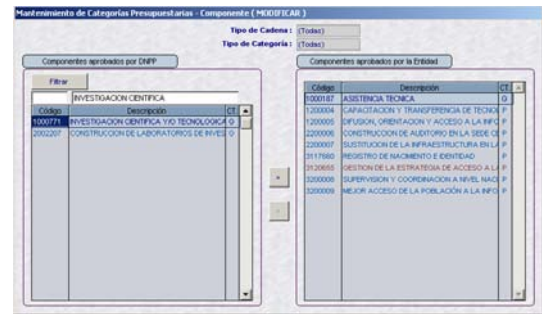 Mantenimiento de Categorías Presupuestarias - Componente ( MODIFICAR )
Tipo de Cadena : (Todas)
Tipo de Categoría : (Todas)
Componentes aprobados por DNPP
Filtrar
INVESTIGACION CIENTIFICA
Código Descripción CT.
1000771 INVESTIGACION CIENTIFICA Y/O TECNOLOGICA O
2002207 CONSTRUCCION DE LABORATORIOS DE INVES O
Componentes aprobados por la Entidad
Código Descripción CT.
1000187 ASISTENCIA TECNICA O
1200004 CAPACITACION Y TRANSFERENCIA DE TECNOL P
1200005 DIFUSION, ORIENTACION Y ACCESO A LA INFO P
2200006 CONSTRUCCION DE AUDITORIO EN LA SEDE CE P
2200007 SUSTITUCION DE LA INFRAESTRUCTURA EN LA P
3117680 REGISTRO DE NACIMIENTO E IDENTIDAD P
3120655 GESTION DE LA ESTRATEGIA DE ACCESO A LA P
3200008 SUPERVISION Y COORDINACION A NIVEL NACI P
3200009 MEJOR ACCESO DE LA POBLACIÓN A LA INFO P